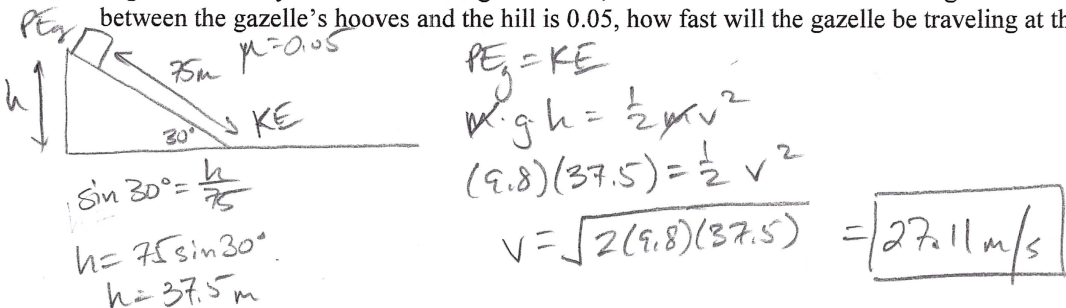 between the gazelle's hooves and the hill is 0.05, how fast will the gazelle be traveling at th
PEg
μ=0.05
75m
h
KE
30°
sin 30° = h/75
h = 75 sin 30°
h = 37.5 m
PEg = KE
m·g·h = 1/2 m v²
(9.8)(37.5) = 1/2 v²
v = √2(9.8)(37.5) = 27.11 m/s